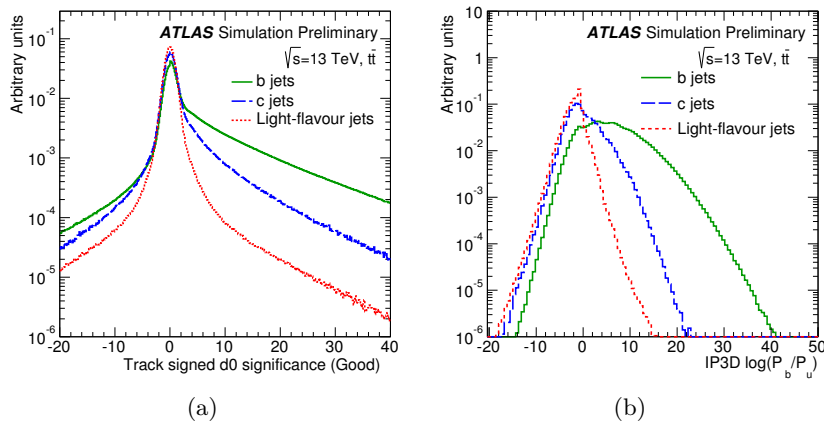 ATLAS Simulation Preliminary
√s=13 TeV, tt̄
b jets
c jets
Light-flavour jets
Arbitrary units
10⁻¹
10⁻²
10⁻³
10⁻⁴
10⁻⁵
10⁻⁶
-20 -10 0 10 20 30 40
Track signed d0 significance (Good)
(a)
ATLAS Simulation Preliminary
√s=13 TeV, tt̄
b jets
c jets
Light-flavour jets
Arbitrary units
10
1
10⁻¹
10⁻²
10⁻³
10⁻⁴
10⁻⁵
10⁻⁶
-20 -10 0 10 20 30 40 50
IP3D log(P_b/P_u)
(b)